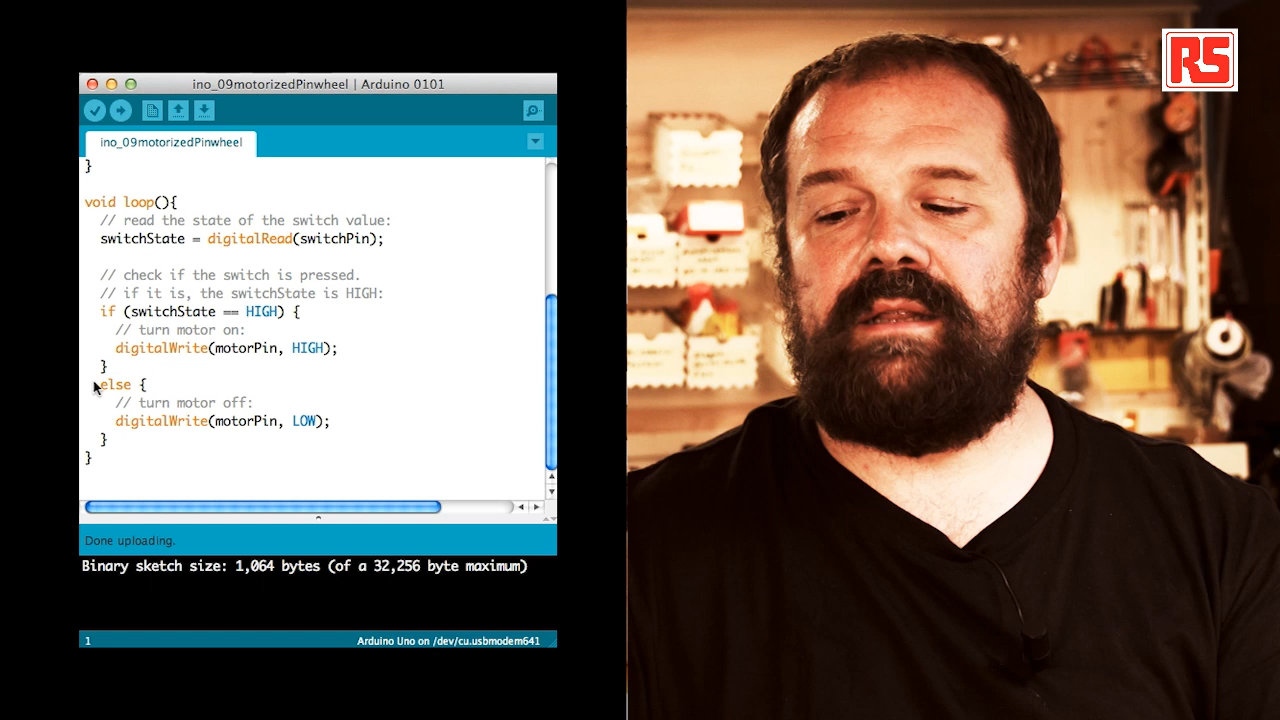 ino_09motorizedPinwheel | Arduino 0101
ino_09motorizedPinwheel
}
void loop(){
// read the state of the switch value:
switchState = digitalRead(switchPin);
// check if the switch is pressed.
// if it is, the switchState is HIGH:
if (switchState == HIGH) {
// turn motor on:
digitalWrite(motorPin, HIGH);
}
else {
// turn motor off:
digitalWrite(motorPin, LOW);
}
}
Done uploading.
Binary sketch size: 1,064 bytes (of a 32,256 byte maximum)
1
Arduino Uno on /dev/cu.usbmodem641
RS